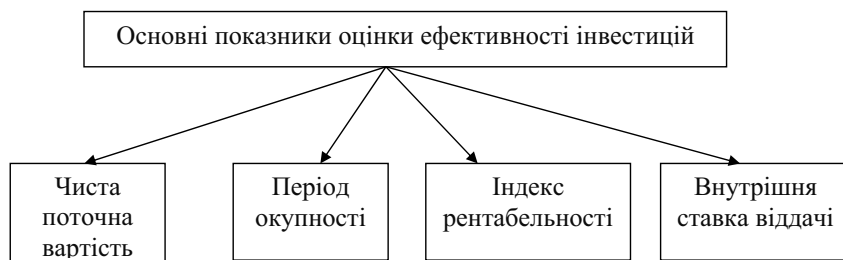 Основні показники оцінки ефективності інвестицій
Чиста
поточна
вартість
Період
окупності
Індекс
рентабельності
Внутрішня
ставка віддачі